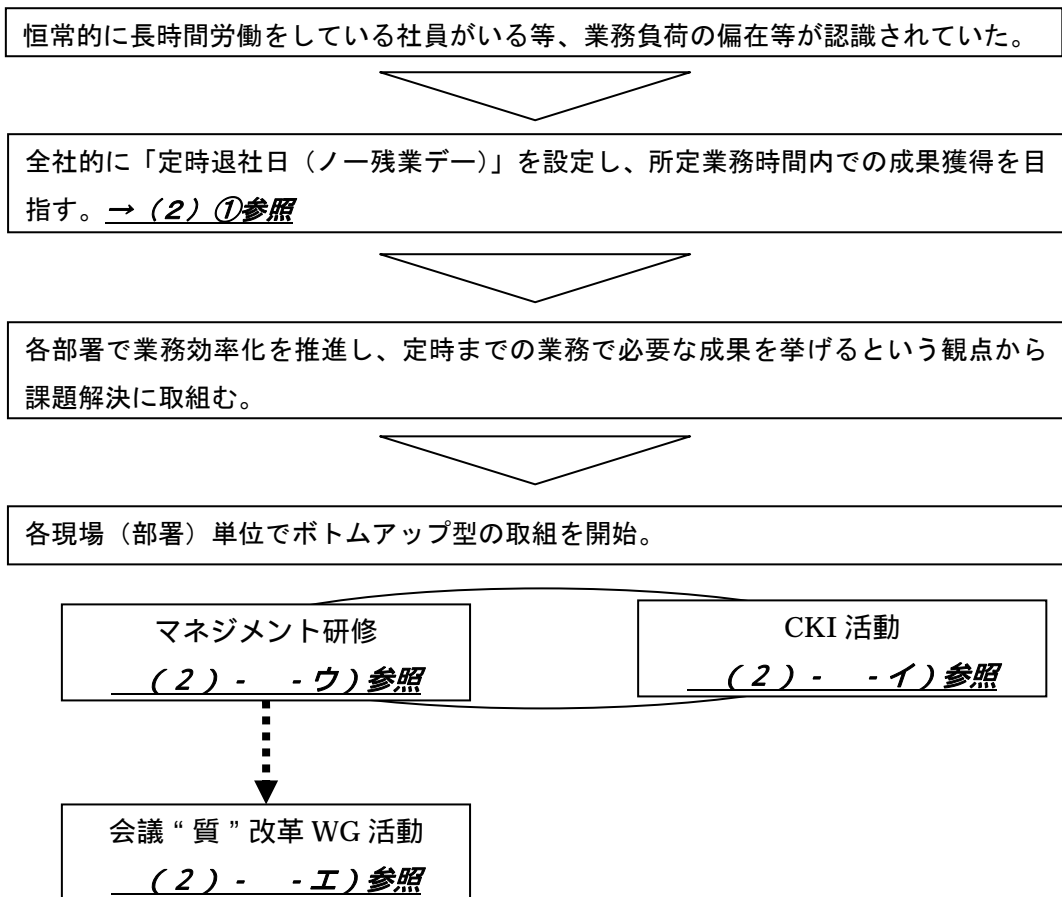 恒常的に長時間労働をしている社員がいる等、業務負荷の偏在等が認識されていた。
全社的に「定時退社日（ノー残業デー）」を設定し、所定業務時間内での成果獲得を目
指す。→（2）①参照
各部署で業務効率化を推進し、定時までの業務で必要な成果を挙げるという観点から
課題解決に取組む。
各現場（部署）単位でボトムアップ型の取組を開始。
マネジメント研修
（2）- -ウ）参照
CKI 活動
（2）- -イ）参照
会議“質”改革 WG 活動
（2）- -エ）参照